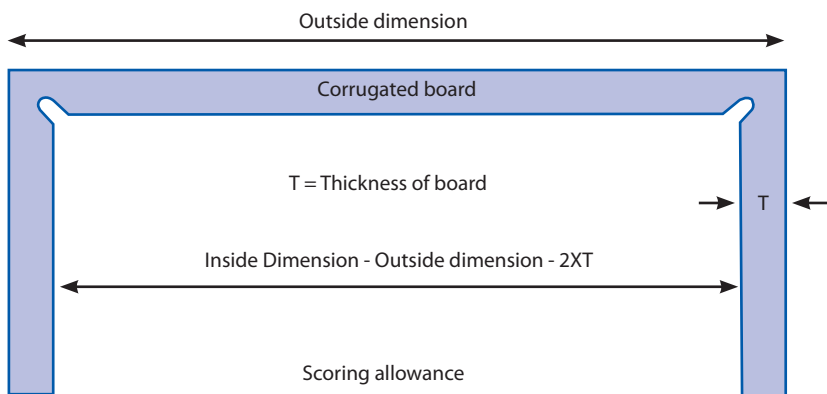 Outside dimension
Corrugated board
T = Thickness of board
T
Inside Dimension - Outside dimension - 2XT
Scoring allowance